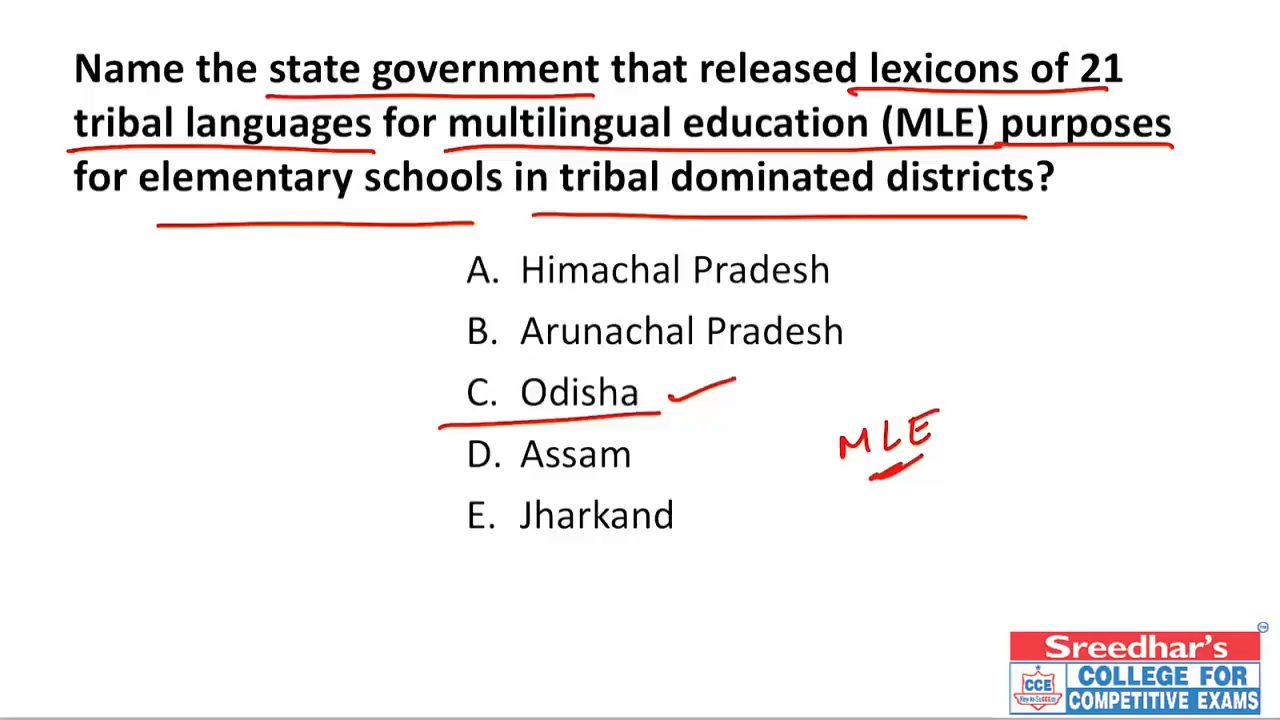 Name the state government that released lexicons of 21
tribal languages for multilingual education (MLE) purposes
for elementary schools in tribal dominated districts?
A. Himachal Pradesh
B. Arunachal Pradesh
C. Odisha
D. Assam
MLE
E. Jharkand
Sreedhar's
CCE
COLLEGE FOR
COMPETITIVE EXAMS